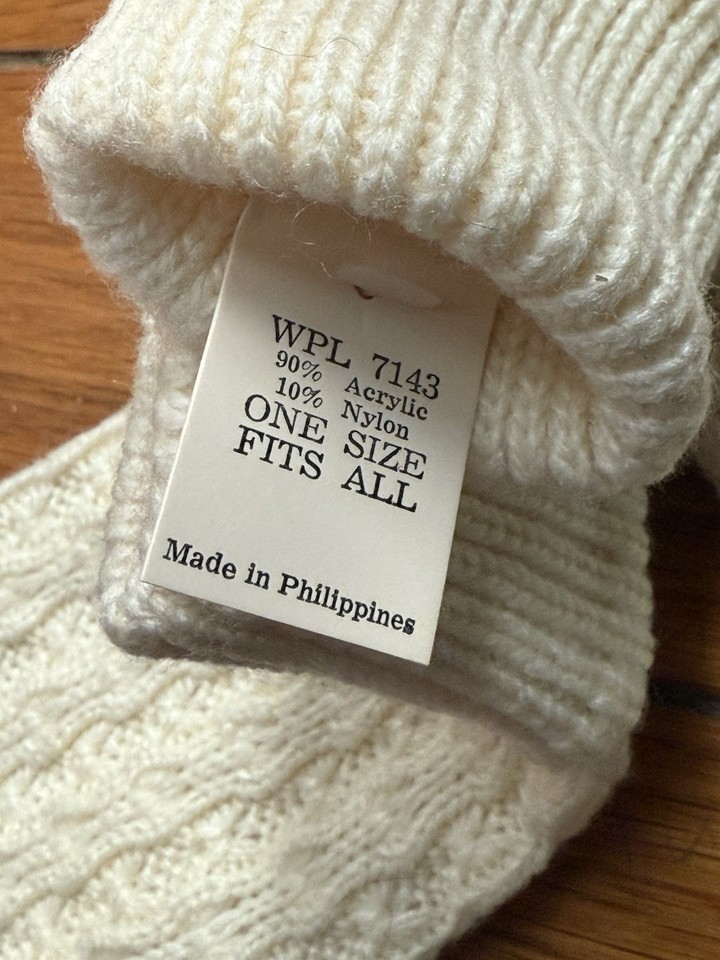 WPL 7143
90% Acrylic
10% Nylon
ONE SIZE
FITS ALL
Made in Philippines